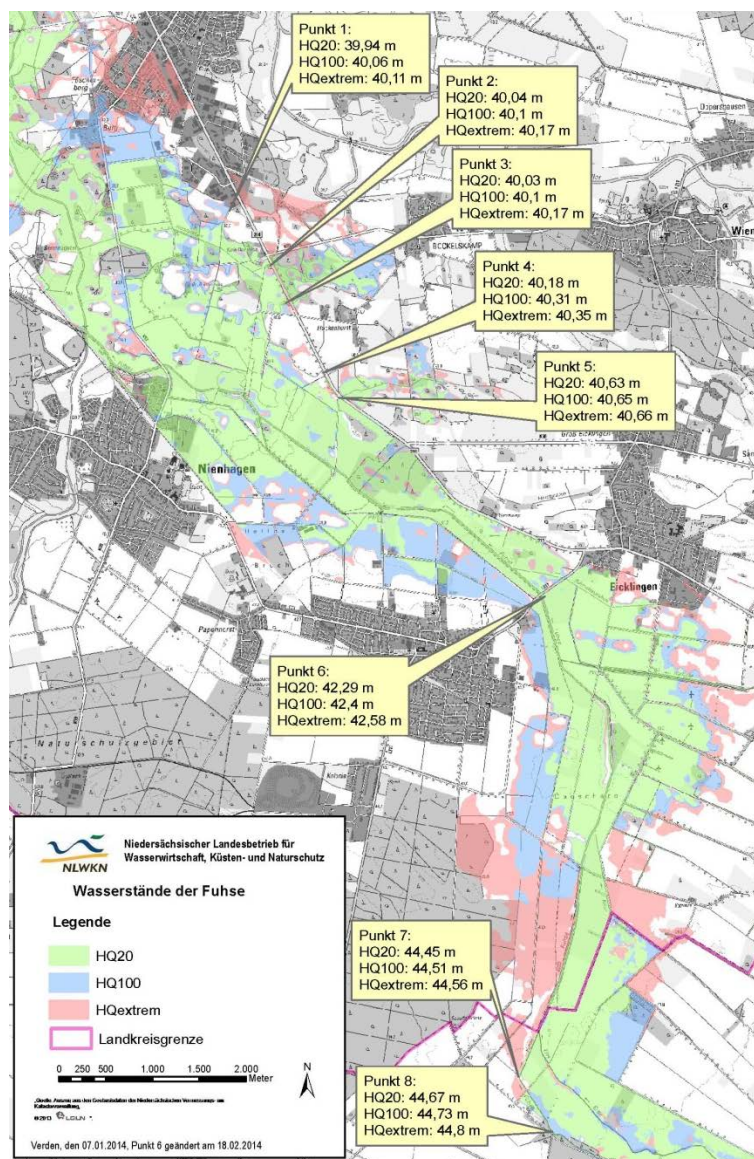 Punkt 1:
HQ20: 39,94 m
HQ100: 40,06 m
HQextrem: 40,11 m
Punkt 2:
HQ20: 40,04 m
HQ100: 40,1 m
HQextrem: 40,17 m
Punkt 3:
HQ20: 40,03 m
HQ100: 40,1 m
HQextrem: 40,17 m
BOCKELSKAMP
Punkt 4:
HQ20: 40,18 m
HQ100: 40,31 m
HQextrem: 40,35 m
Punkt 5:
HQ20: 40,63 m
HQ100: 40,65 m
HQextrem: 40,66 m
Nienhagen
Eicklingen
Papenhorst
Punkt 6:
HQ20: 42,29 m
HQ100: 42,4 m
HQextrem: 42,58 m
Naturschutzgebiet
NLWKN
Niedersächsischer Landesbetrieb für
Wasserwirtschaft, Küsten- und Naturschutz
Wasserstände der Fuhse
Legende
HQ20
HQ100
HQextrem
Landkreisgrenze
0 250 500 1.000 1.500 2.000
Meter
N
©2013 LGLN
Verden, den 07.01.2014, Punkt 6 geändert am 18.02.2014
Punkt 7:
HQ20: 44,45 m
HQ100: 44,51 m
HQextrem: 44,56 m
Punkt 8:
HQ20: 44,67 m
HQ100: 44,73 m
HQextrem: 44,8 m